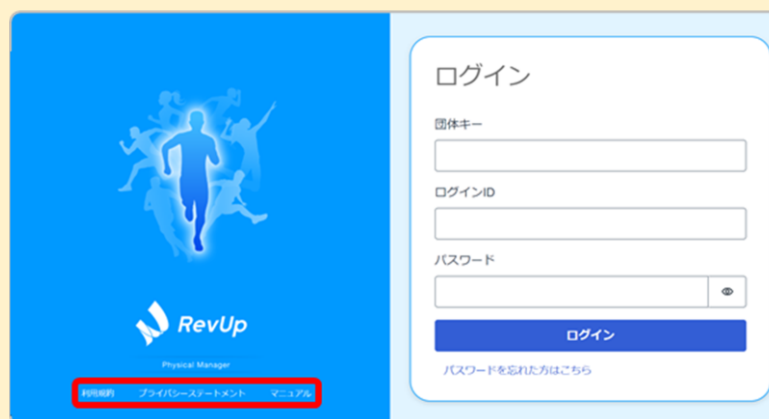 RevUp
Physical Manager
利用規約 プライバシーステートメント マニュアル
ログイン
団体キー
ログインID
パスワード
ログイン
パスワードを忘れた方はこちら